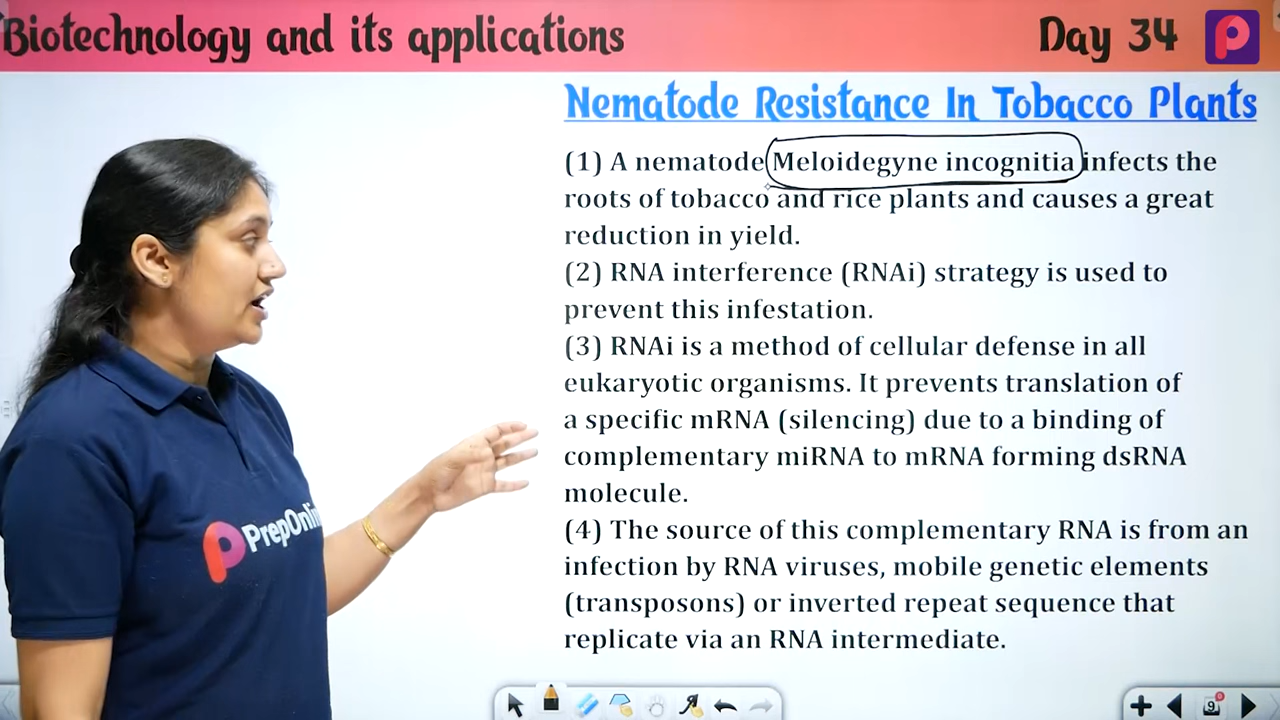 Biotechnology and its applications
Day 34
Nematode Resistance In Tobacco Plants
(1) A nematode Meloidegyne incognitia infects the
roots of tobacco and rice plants and causes a great
reduction in yield.
(2) RNA interference (RNAi) strategy is used to
prevent this infestation.
(3) RNAi is a method of cellular defense in all
eukaryotic organisms. It prevents translation of
a specific mRNA (silencing) due to a binding of
complementary miRNA to mRNA forming dsRNA
molecule.
(4) The source of this complementary RNA is from an
infection by RNA viruses, mobile genetic elements
(transposons) or inverted repeat sequence that
replicate via an RNA intermediate.
PrepOnlin
9